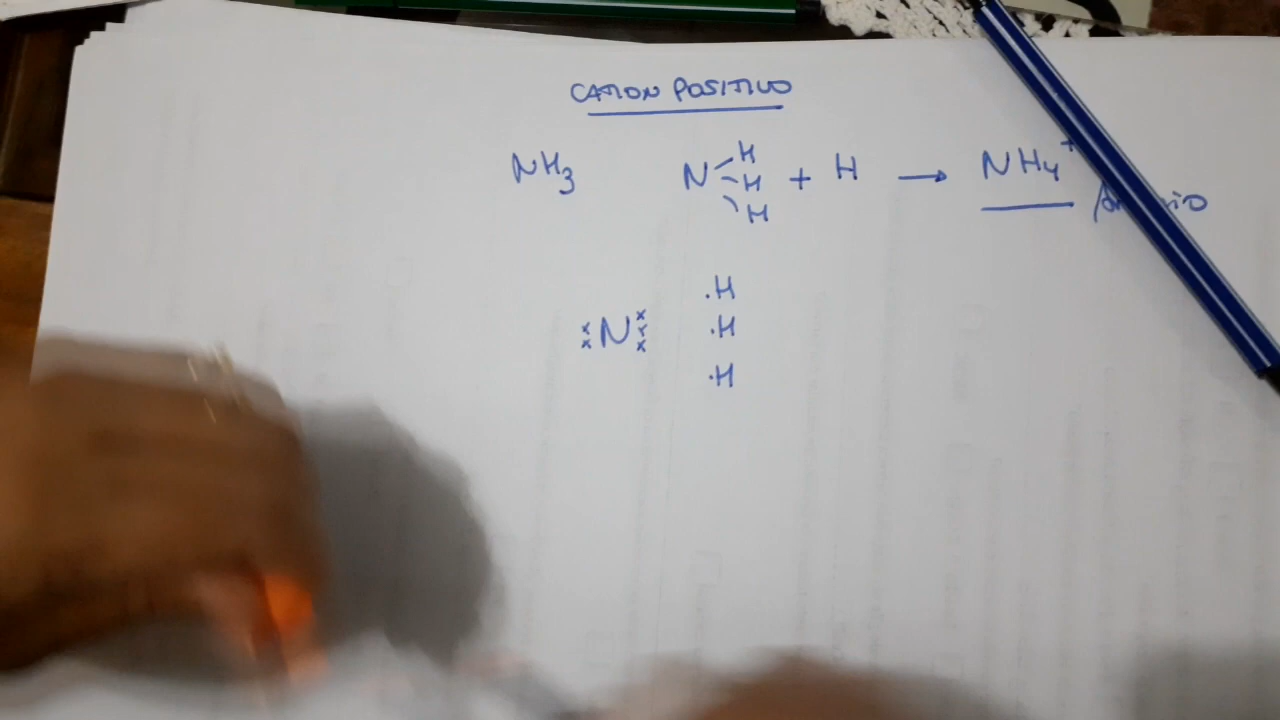 CATION POSITIVO
NH₃ N H H H + H → NH₄⁺
.H
:N: .H
.H